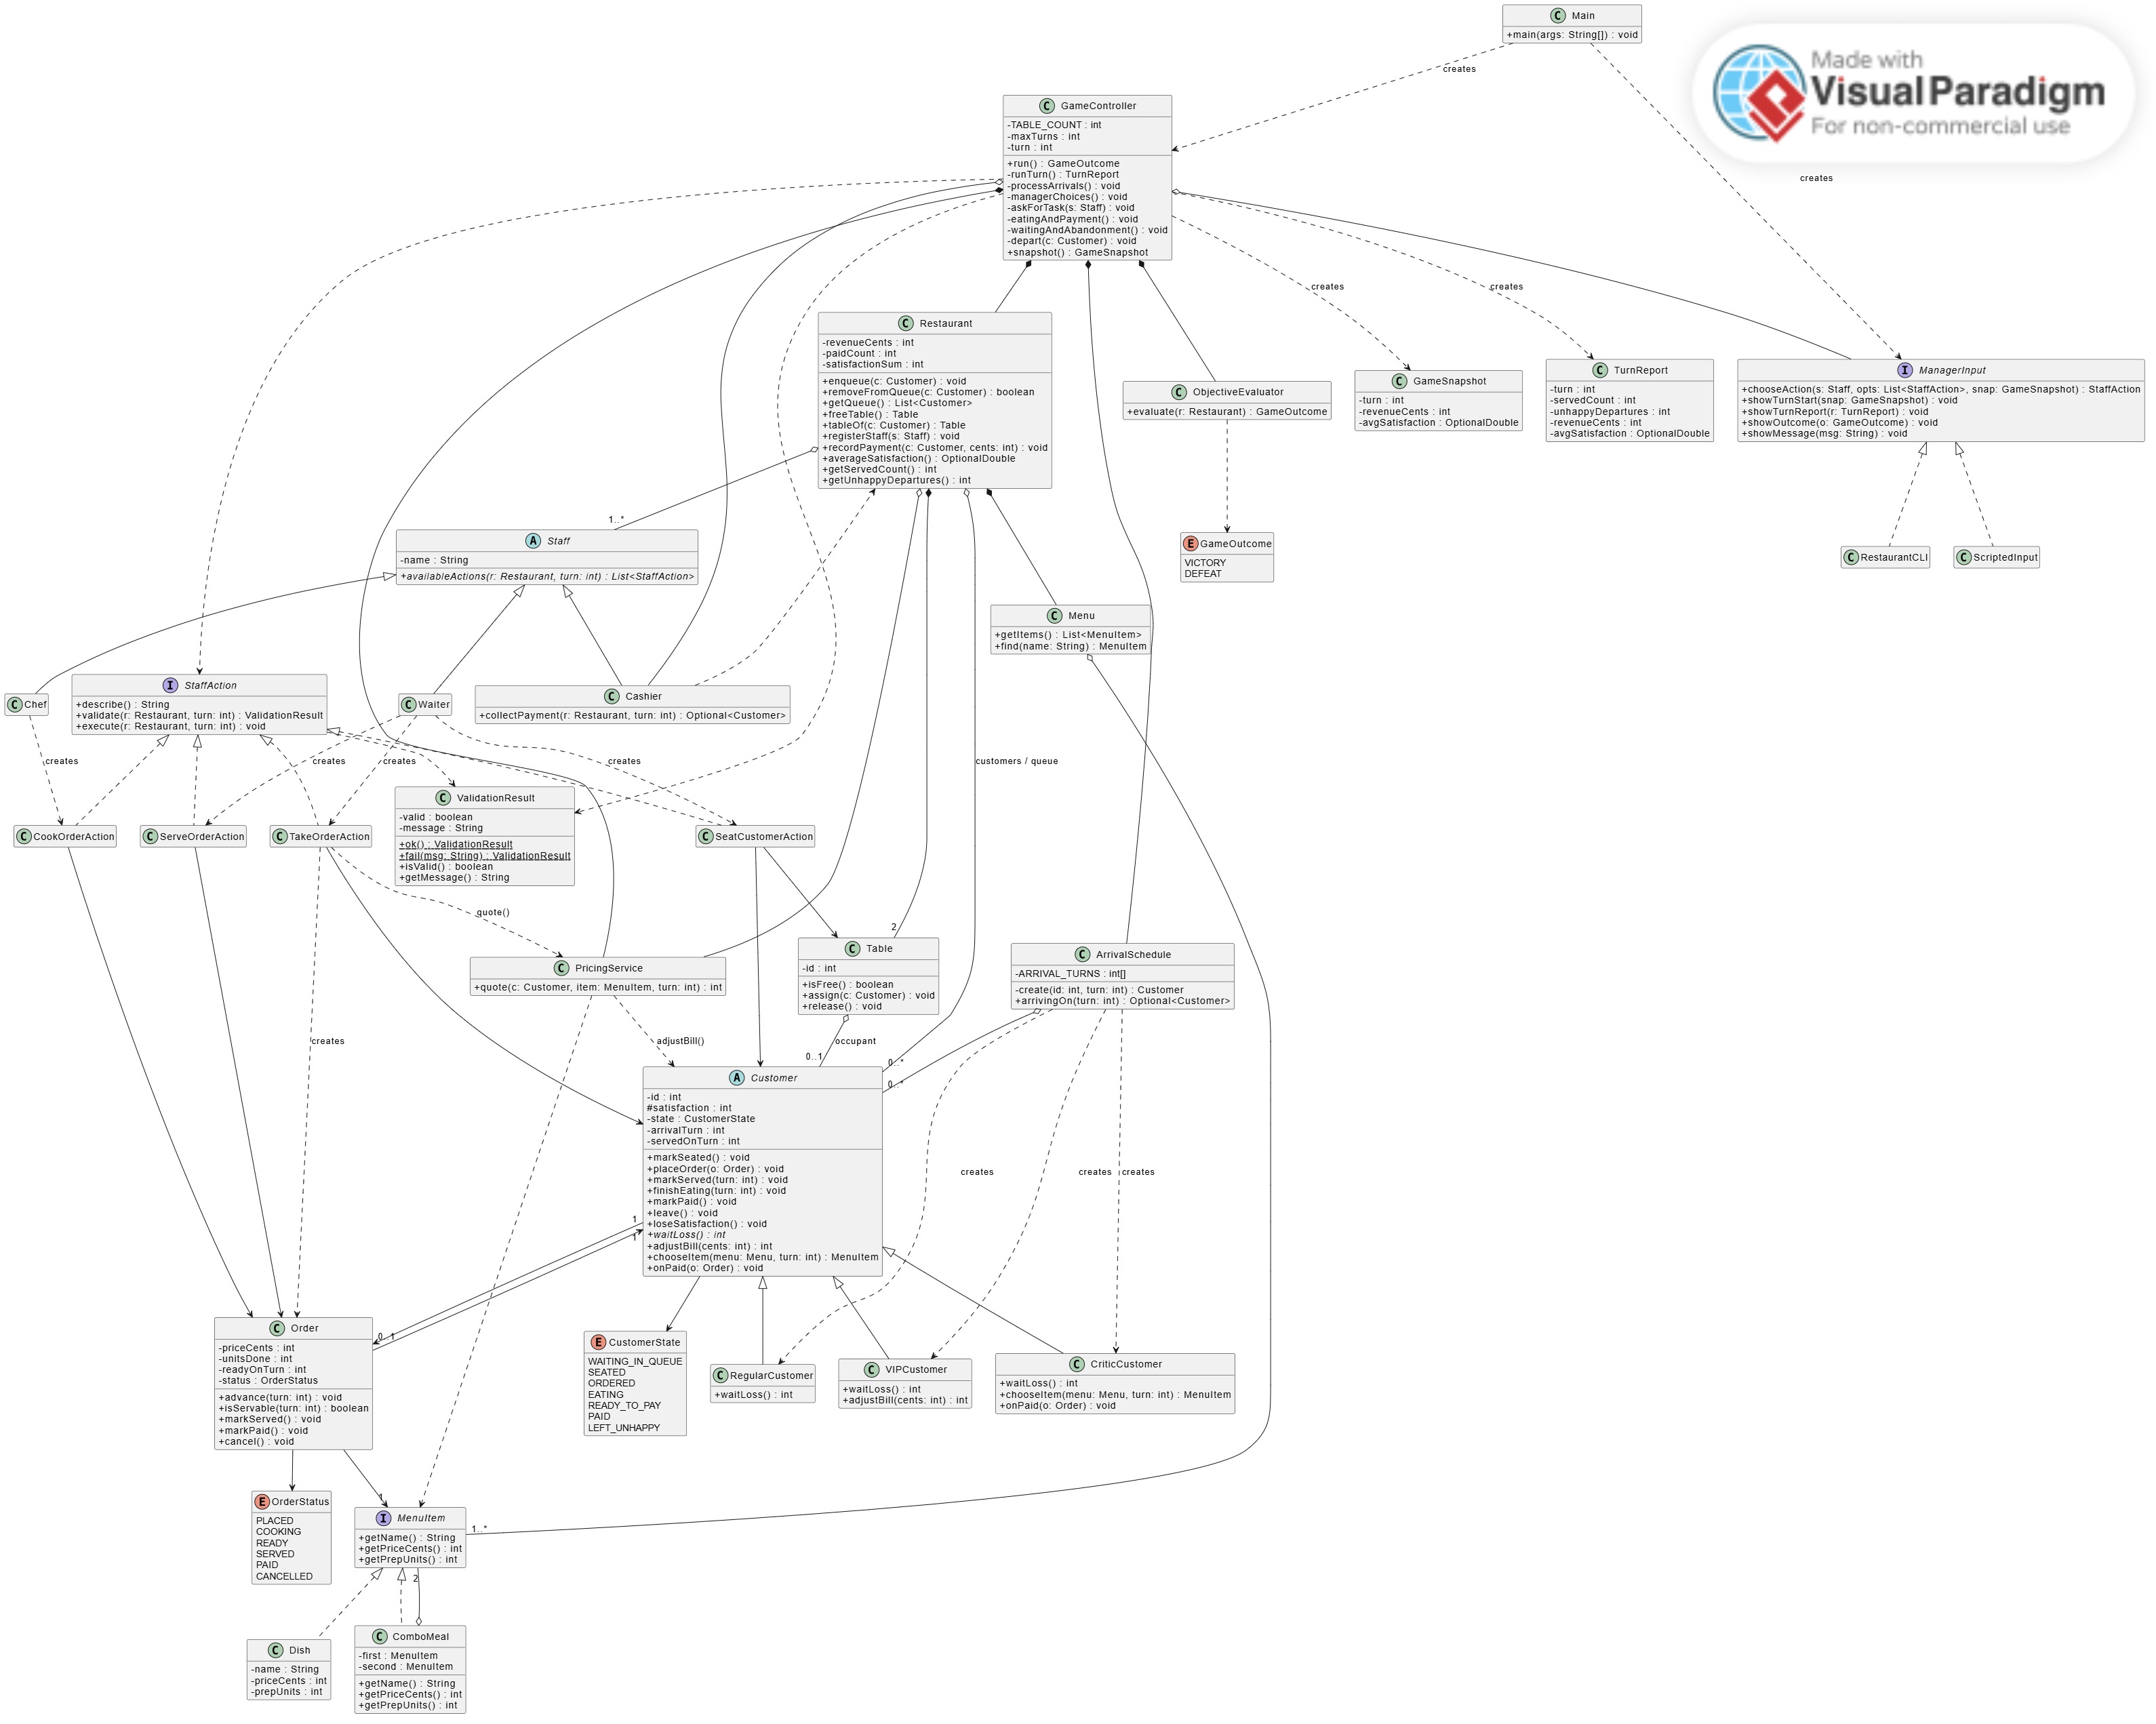 C Main
+main(args: String[]) : void
Made with
Visual Paradigm
For non-commercial use
creates
creates
C GameController
-TABLE_COUNT : int
-maxTurns : int
-turn : int
+run() : GameOutcome
-runTurn() : TurnReport
-processArrivals() : void
-managerChoices() : void
-askForTask(s: Staff) : void
-eatingAndPayment() : void
-waitingAndAbandonment() : void
-depart(c: Customer) : void
+snapshot() : GameSnapshot
creates
creates
C Restaurant
-revenueCents : int
-paidCount : int
-satisfactionSum : int
+enqueue(c: Customer) : void
+removeFromQueue(c: Customer) : boolean
+getQueue() : List<Customer>
+freeTable() : Table
+tableOf(c: Customer) : Table
+registerStaff(s: Staff) : void
+recordPayment(c: Customer, cents: int) : void
+averageSatisfaction() : OptionalDouble
+getServedCount() : int
+getUnhappyDepartures() : int
C ObjectiveEvaluator
+evaluate(r: Restaurant) : GameOutcome
C GameSnapshot
-turn : int
-revenueCents : int
-avgSatisfaction : OptionalDouble
C TurnReport
-turn : int
-servedCount : int
-unhappyDepartures : int
-revenueCents : int
-avgSatisfaction : OptionalDouble
I ManagerInput
+chooseAction(s: Staff, opts: List<StaffAction>, snap: GameSnapshot) : StaffAction
+showTurnStart(snap: GameSnapshot) : void
+showTurnReport(r: TurnReport) : void
+showOutcome(o: GameOutcome) : void
+showMessage(msg: String) : void
1..*
A Staff
-name : String
+availableActions(r: Restaurant, turn: int) : List<StaffAction>
E GameOutcome
VICTORY
DEFEAT
C RestaurantCLI
C ScriptedInput
C Menu
+getItems() : List<MenuItem>
+find(name: String) : MenuItem
C Chef
I StaffAction
+describe() : String
+validate(r: Restaurant, turn: int) : ValidationResult
+execute(r: Restaurant, turn: int) : void
C Waiter
C Cashier
+collectPayment(r: Restaurant, turn: int) : Optional<Customer>
creates
creates
creates
creates
customers / queue
C ValidationResult
-valid : boolean
-message : String
+ok() : ValidationResult
+fail(msg: String) : ValidationResult
+isValid() : boolean
+getMessage() : String
C CookOrderAction
C ServeOrderAction
C TakeOrderAction
C SeatCustomerAction
quote()
2
C PricingService
+quote(c: Customer, item: MenuItem, turn: int) : int
C Table
-id : int
+isFree() : boolean
+assign(c: Customer) : void
+release() : void
C ArrivalSchedule
-ARRIVAL_TURNS : int[]
-create(id: int, turn: int) : Customer
+arrivingOn(turn: int) : Optional<Customer>
creates
adjustBill()
occupant
0..1
0..*
0..*
A Customer
-id : int
#satisfaction : int
-state : CustomerState
-arrivalTurn : int
-servedOnTurn : int
+markSeated() : void
+placeOrder(o: Order) : void
+markServed(turn: int) : void
+finishEating(turn: int) : void
+markPaid() : void
+leave() : void
+loseSatisfaction() : void
+waitLoss() : int
+adjustBill(cents: int) : int
+chooseItem(menu: Menu, turn: int) : MenuItem
+onPaid(o: Order) : void
creates
creates
creates
1
1
0..1
C Order
-priceCents : int
-unitsDone : int
-readyOnTurn : int
-status : OrderStatus
+advance(turn: int) : void
+isServable(turn: int) : boolean
+markServed() : void
+markPaid() : void
+cancel() : void
E CustomerState
WAITING_IN_QUEUE
SEATED
ORDERED
EATING
READY_TO_PAY
PAID
LEFT_UNHAPPY
C RegularCustomer
+waitLoss() : int
C VIPCustomer
+waitLoss() : int
+adjustBill(cents: int) : int
C CriticCustomer
+waitLoss() : int
+chooseItem(menu: Menu, turn: int) : MenuItem
+onPaid(o: Order) : void
E OrderStatus
PLACED
COOKING
READY
SERVED
PAID
CANCELLED
1
I MenuItem
+getName() : String
+getPriceCents() : int
+getPrepUnits() : int
1..*
2
C Dish
-name : String
-priceCents : int
-prepUnits : int
C ComboMeal
-first : MenuItem
-second : MenuItem
+getName() : String
+getPriceCents() : int
+getPrepUnits() : int